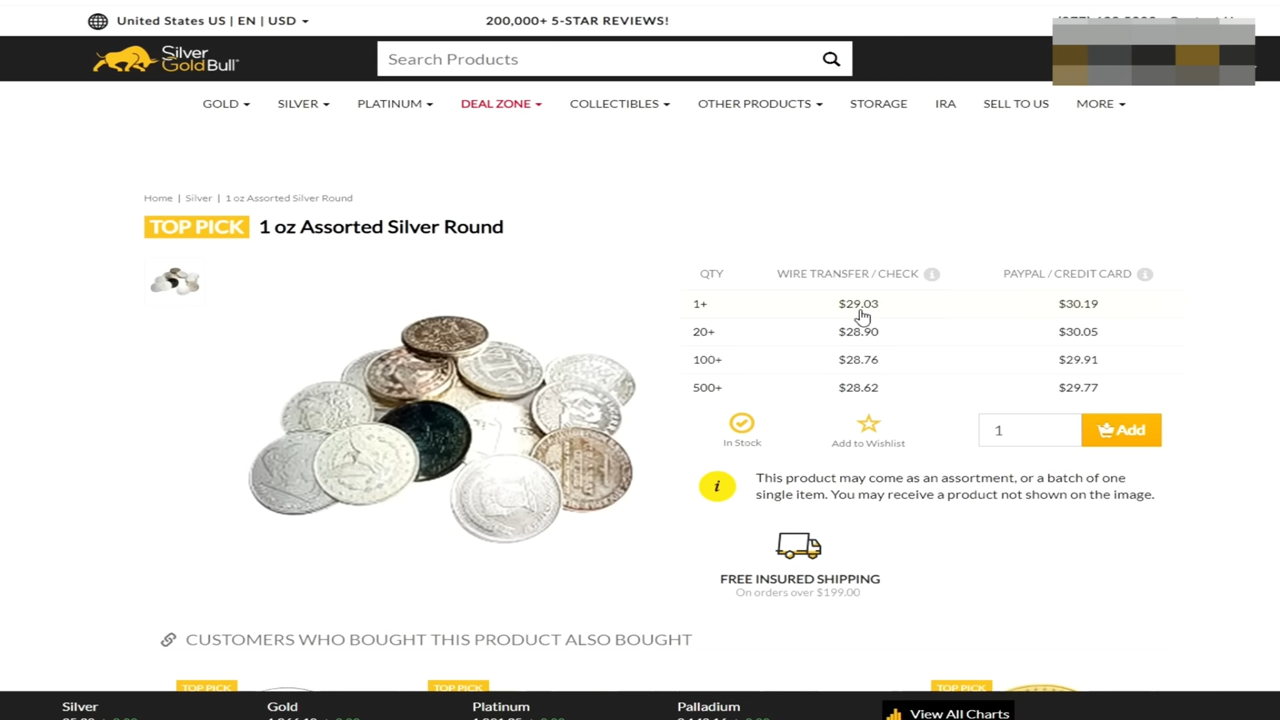 United States US | EN | USD
200,000+ 5-STAR REVIEWS!
Silver
Gold Bull
Search Products
GOLD SILVER PLATINUM DEAL ZONE COLLECTIBLES OTHER PRODUCTS STORAGE IRA SELL TO US MORE
Home | Silver | 1 oz Assorted Silver Round
TOP PICK 1 oz Assorted Silver Round
QTY WIRE TRANSFER / CHECK PAYPAL / CREDIT CARD
1+ $29.03 $30.19
20+ $28.90 $30.05
100+ $28.76 $29.91
500+ $28.62 $29.77
1 Add
In Stock Add to Wishlist
i This product may come as an assortment, or a batch of one
single item. You may receive a product not shown on the image.
FREE INSURED SHIPPING
On orders over $199.00
CUSTOMERS WHO BOUGHT THIS PRODUCT ALSO BOUGHT
TOP PICK TOP PICK TOP PICK
Silver Gold Platinum Palladium View All Charts